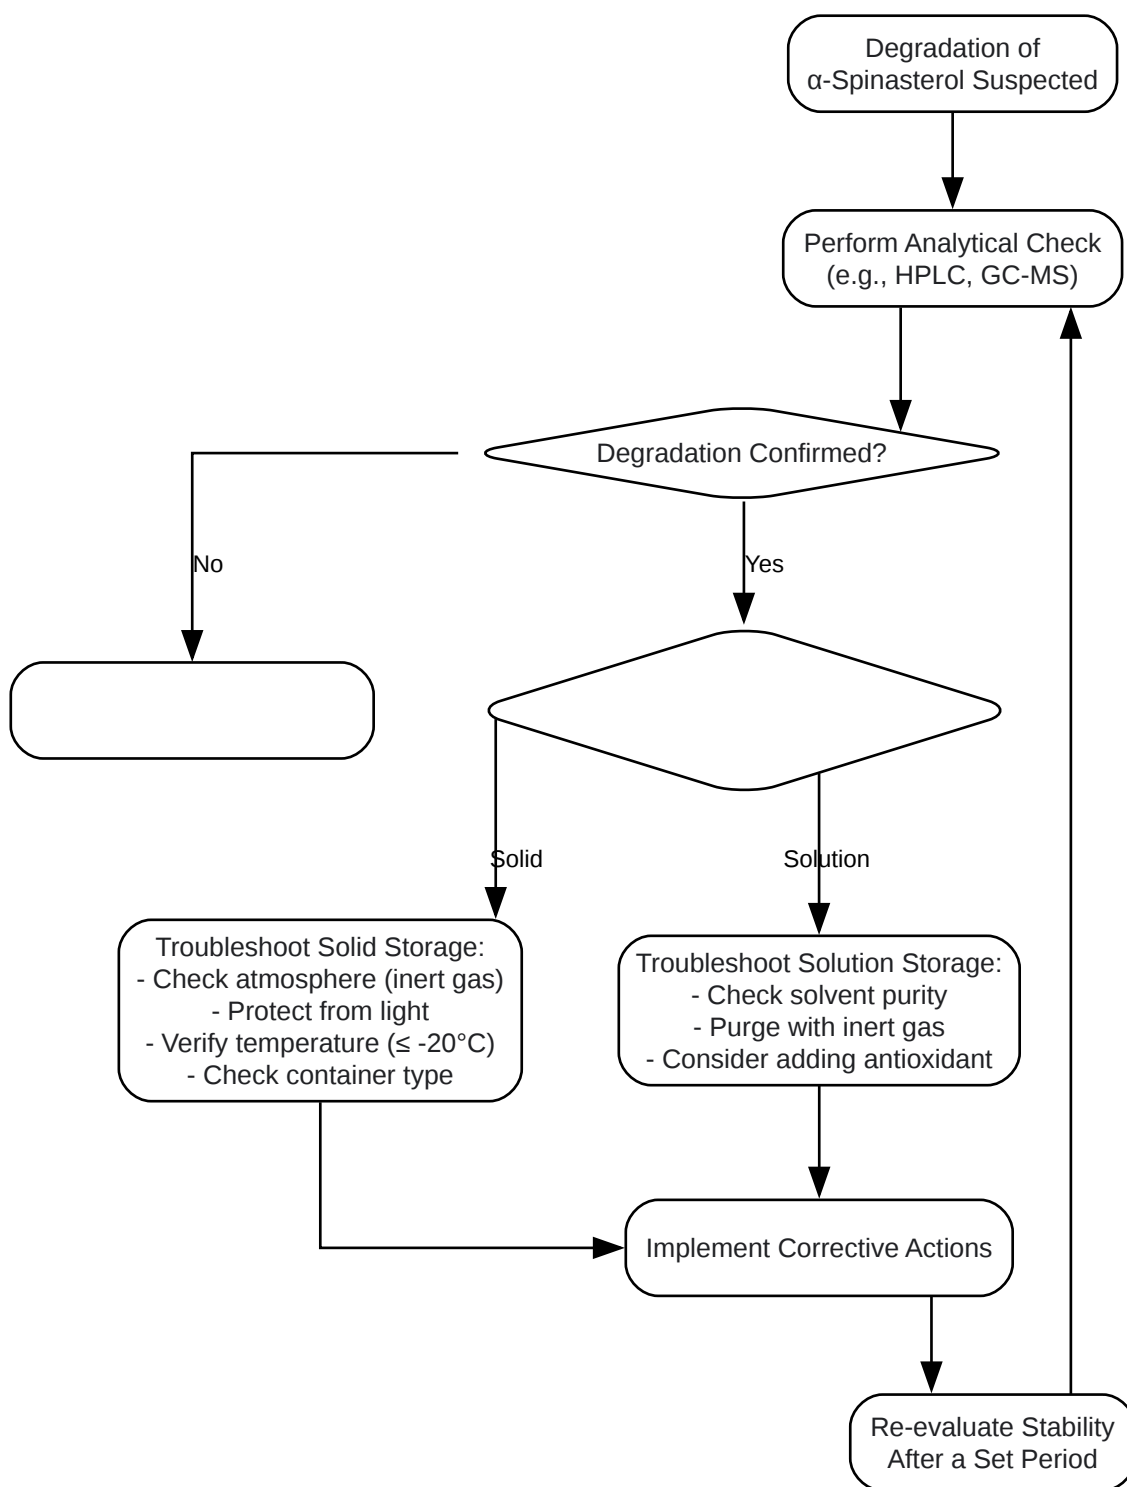 Degradation of
α-Spinasterol Suspected
Perform Analytical Check
(e.g., HPLC, GC-MS)
Degradation Confirmed?
No
Yes
Solid
Solution
Troubleshoot Solid Storage:
- Check atmosphere (inert gas)
- Protect from light
- Verify temperature (≤ -20°C)
- Check container type
Troubleshoot Solution Storage:
- Check solvent purity
- Purge with inert gas
- Consider adding antioxidant
Implement Corrective Actions
Re-evaluate Stability
After a Set Period